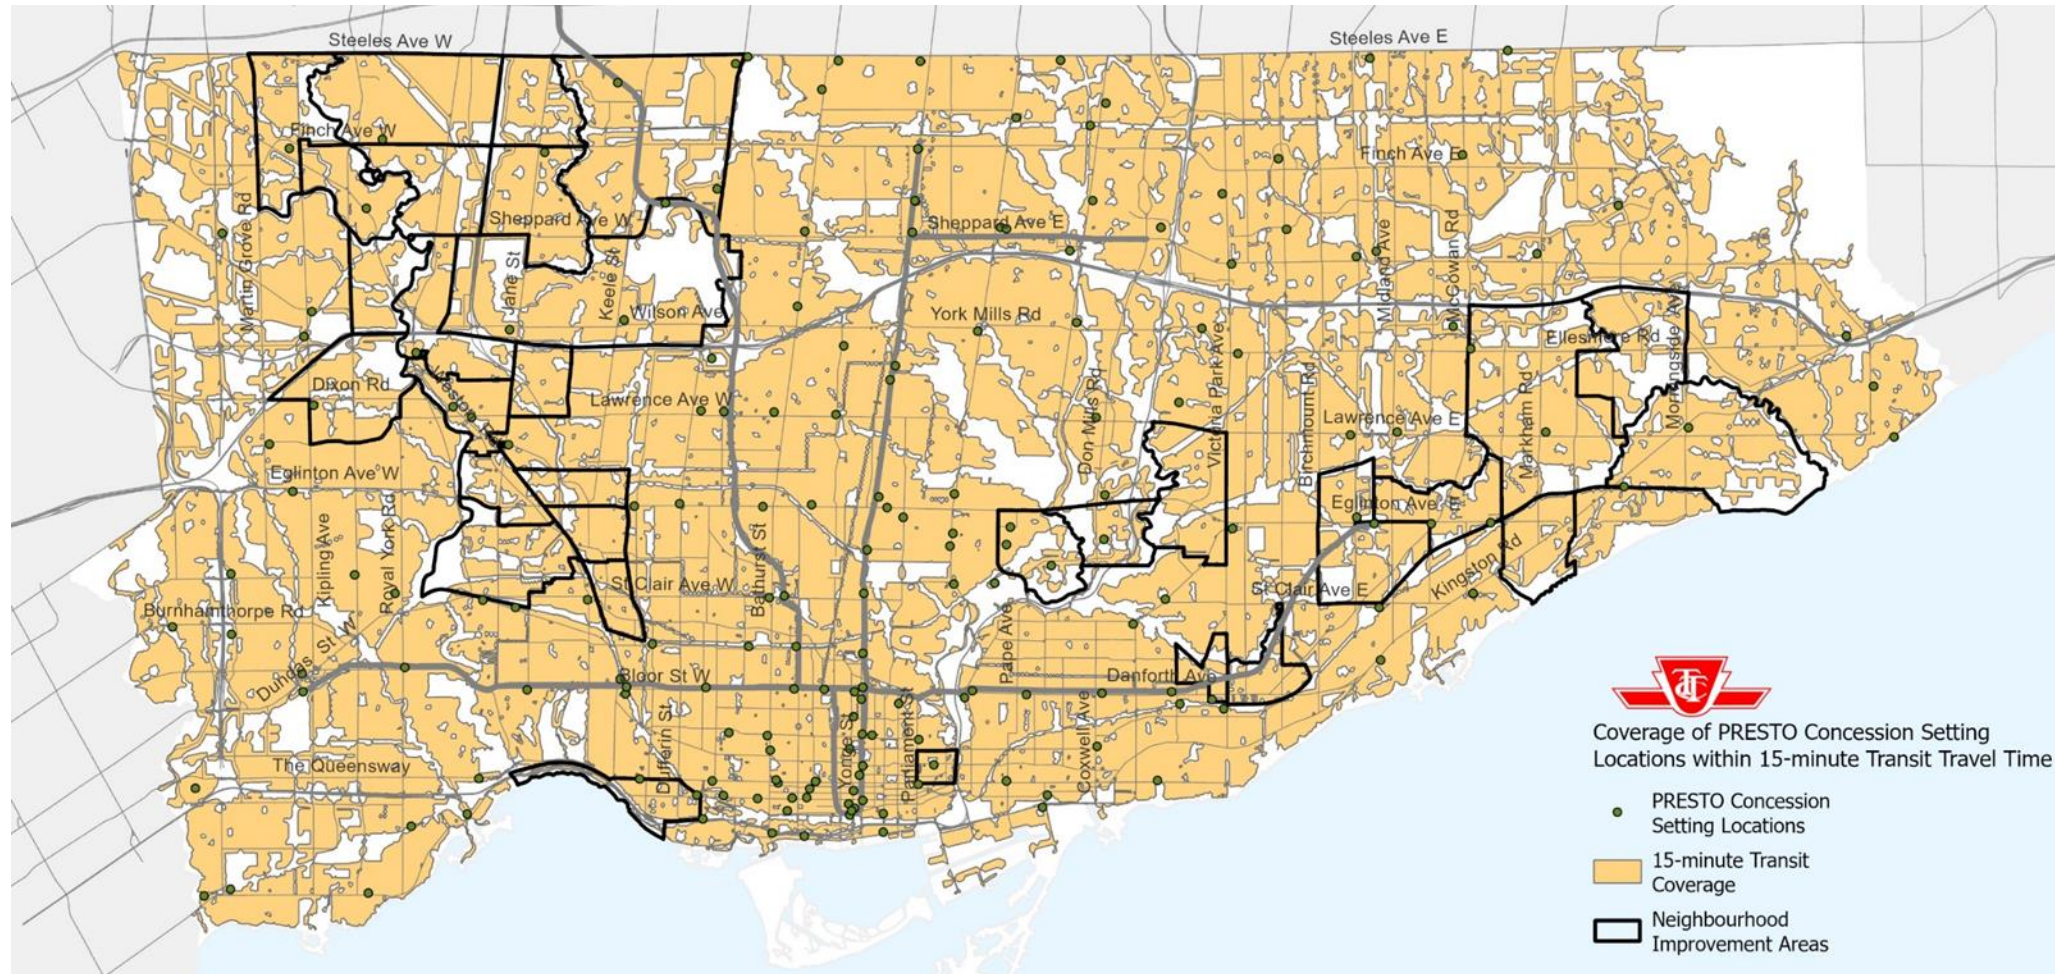 Steeles Ave W
Steeles Ave E
Finch Ave W
Finch Ave E
Martin Grove Rd
Sheppard Ave W
Sheppard Ave E
Jane St
Keele St
Midland Ave
McCowan Rd
Wilson Ave
York Mills Rd
Ellesmere Rd
Morningside Ave
Dixon Rd
Lawrence Ave W
Don Mills Rd
Victoria Park Ave
Birchmount Rd
Lawrence Ave E
Markham Rd
Eglinton Ave W
Eglinton Ave E
Kipling Ave
Royal York Rd
Bathurst St
St Clair Ave W
St Clair Ave E
Kingston Rd
Burnhamthorpe Rd
Dundas St W
Pape Ave
Bloor St W
Danforth Ave
The Queensway
Dufferin St
Yonge St
Parliament St
Coxwell Ave
TTC
Coverage of PRESTO Concession Setting
Locations within 15-minute Transit Travel Time
PRESTO Concession
Setting Locations
15-minute Transit
Coverage
Neighbourhood
Improvement Areas